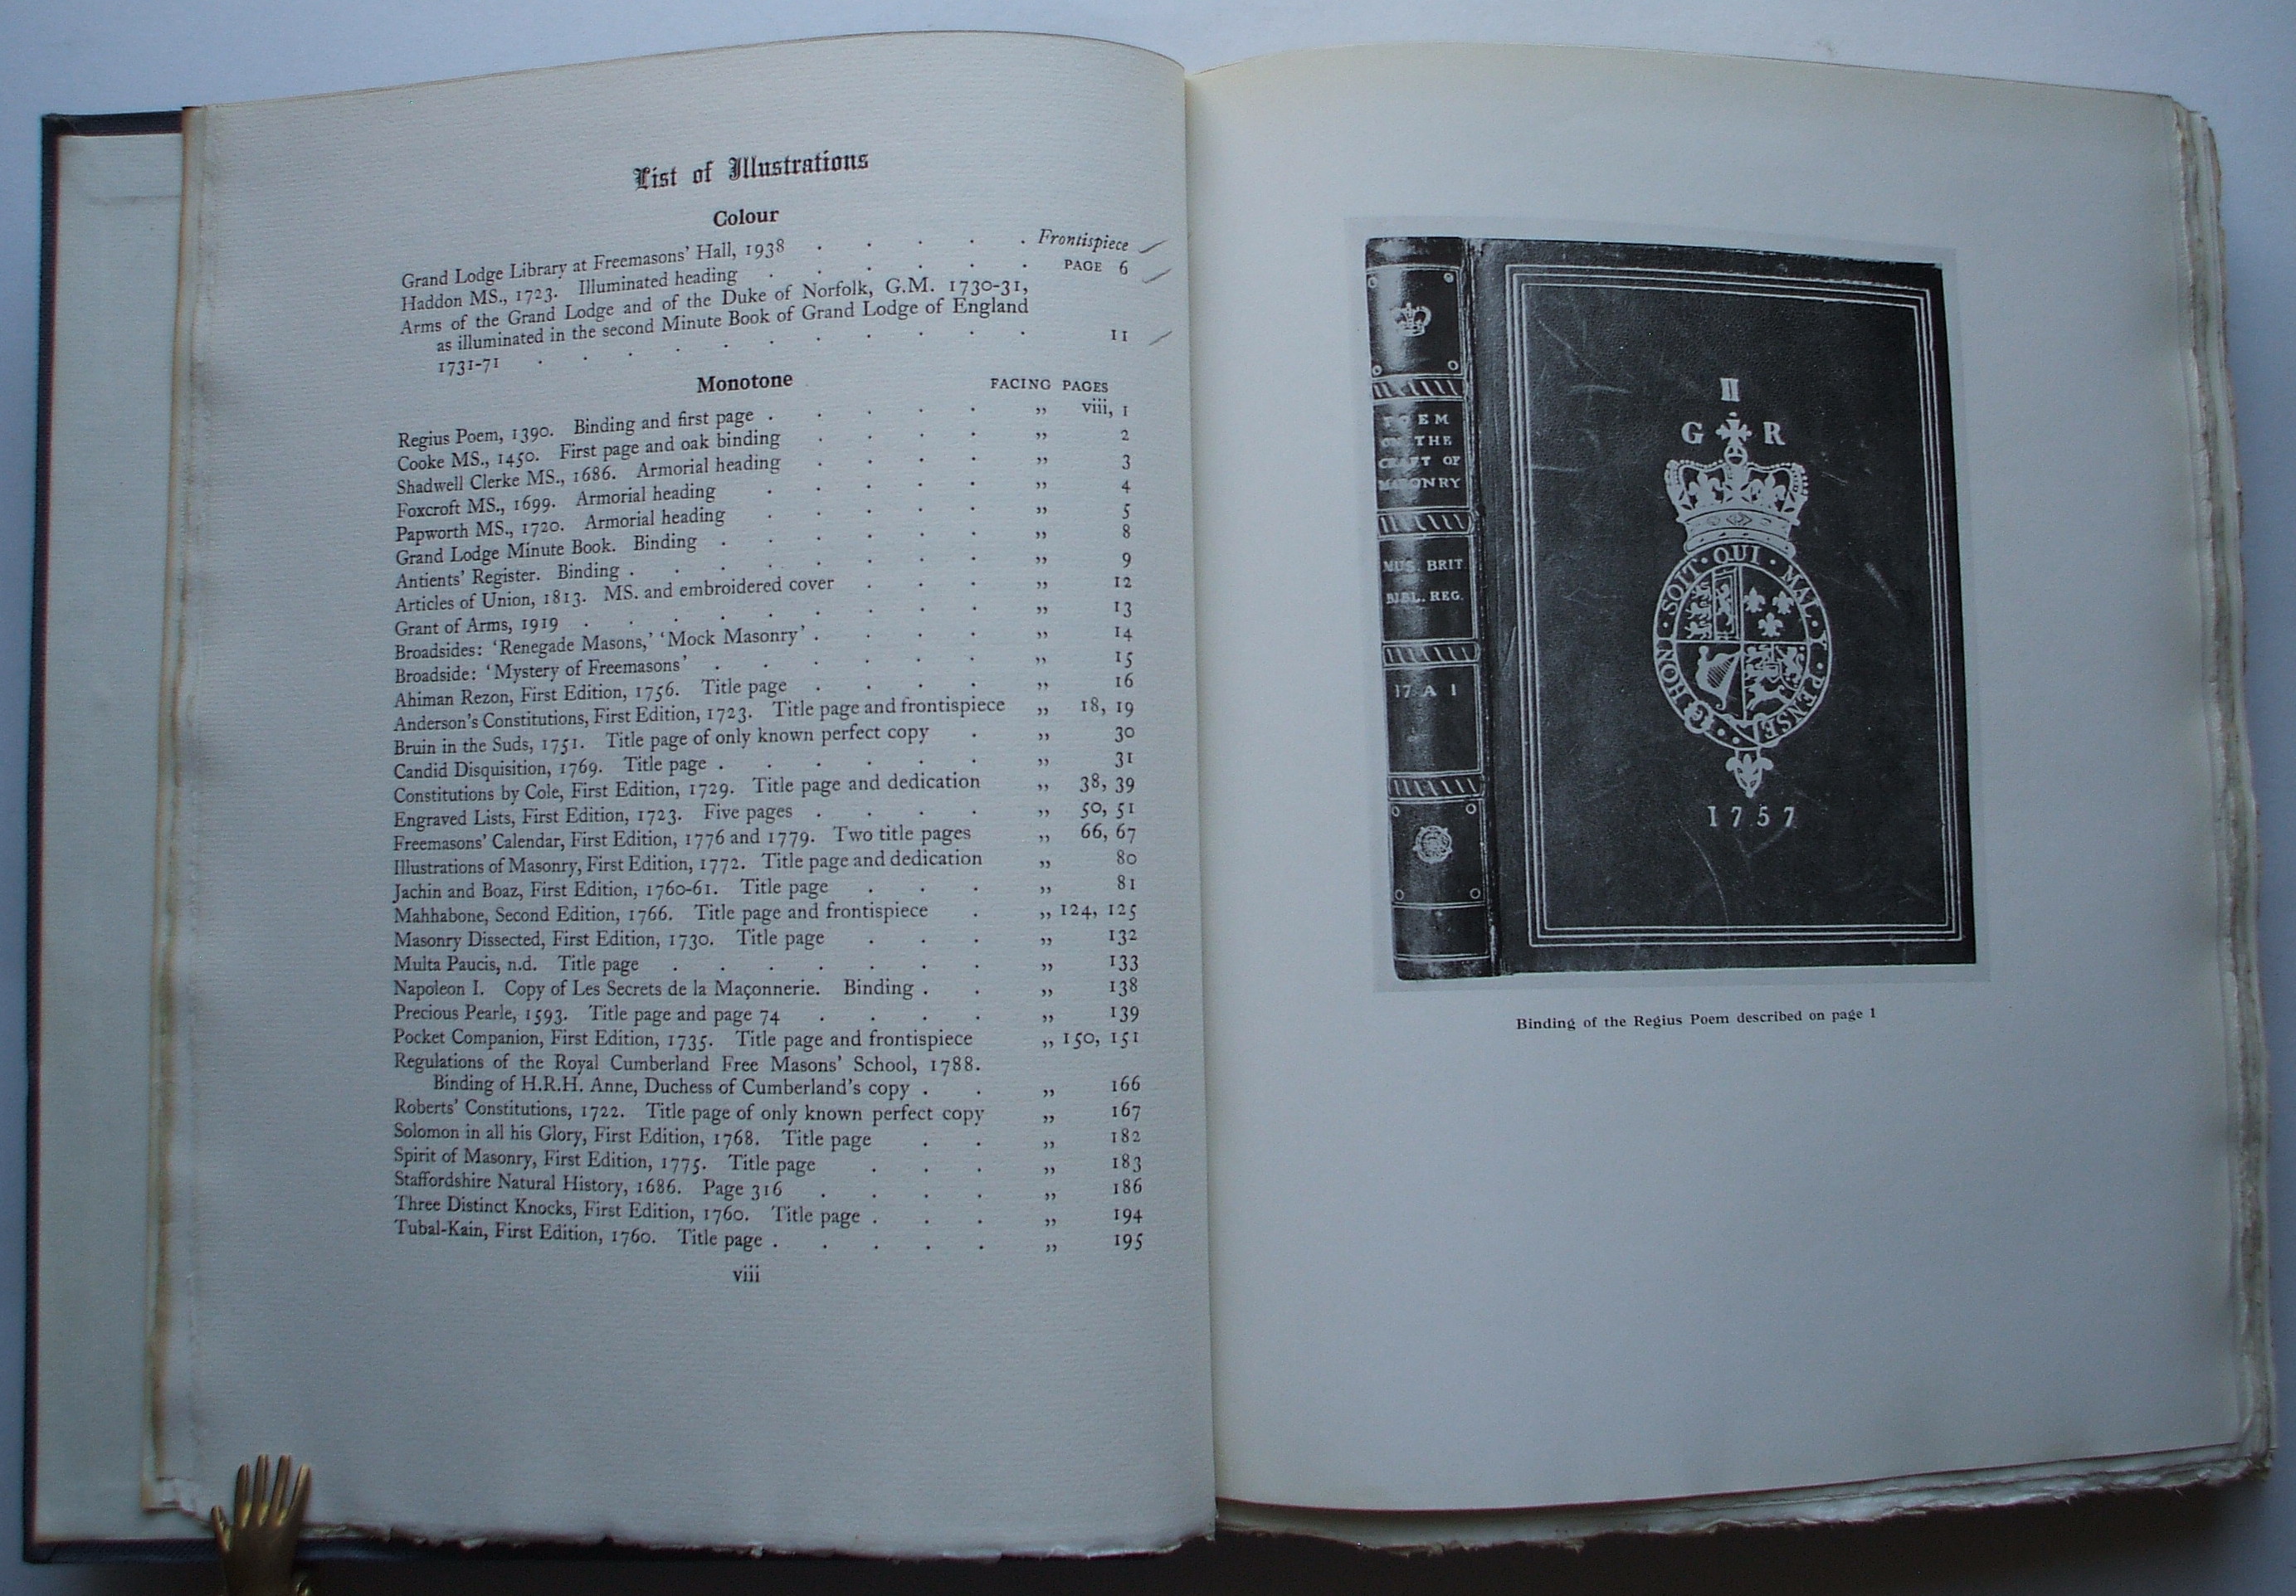 List of Illustrations
Colour
Grand Lodge Library at Freemasons' Hall, 1938 . . . . . Frontispiece
Haddon MS., 1723. Illuminated heading . . . . . . PAGE 6
Arms of the Grand Lodge and of the Duke of Norfolk, G.M. 1730-31,
as illuminated in the second Minute Book of Grand Lodge of England
1731-71 . . . . . . . . . . 11
Monotone FACING PAGES
Regius Poem, 1390. Binding and first page . . . . . ,, viii, 1
Cooke MS., 1450. First page and oak binding . . . . ,, 2
Shadwell Clerke MS., 1686. Armorial heading . . . . ,, 3
Foxcroft MS., 1699. Armorial heading . . . . . ,, 4
Papworth MS., 1720. Armorial heading . . . . . ,, 5
Grand Lodge Minute Book. Binding . . . . . . ,, 8
Antients' Register. Binding . . . . . . . . ,, 9
Articles of Union, 1813. MS. and embroidered cover . . . ,, 12
Grant of Arms, 1919 . . . . . . . . . ,, 13
Broadsides: 'Renegade Masons,' 'Mock Masonry' . . . . ,, 14
Broadside: 'Mystery of Freemasons' . . . . . . ,, 15
Ahiman Rezon, First Edition, 1756. Title page . . . . ,, 16
Anderson's Constitutions, First Edition, 1723. Title page and frontispiece ,, 18, 19
Bruin in the Suds, 1751. Title page of only known perfect copy . ,, 30
Candid Disquisition, 1769. Title page . . . . . . ,, 31
Constitutions by Cole, First Edition, 1729. Title page and dedication ,, 38, 39
Engraved Lists, First Edition, 1723. Five pages . . . . ,, 50, 51
Freemasons' Calendar, First Edition, 1776 and 1779. Two title pages ,, 66, 67
Illustrations of Masonry, First Edition, 1772. Title page and dedication ,, 80
Jachin and Boaz, First Edition, 1760-61. Title page . . . ,, 81
Mahhabone, Second Edition, 1766. Title page and frontispiece . ,, 124, 125
Masonry Dissected, First Edition, 1730. Title page . . . ,, 132
Multa Paucis, n.d. Title page . . . . . . . ,, 133
Napoleon I. Copy of Les Secrets de la Maçonnerie. Binding . . ,, 138
Precious Pearle, 1593. Title page and page 74 . . . . ,, 139
Pocket Companion, First Edition, 1735. Title page and frontispiece ,, 150, 151
Regulations of the Royal Cumberland Free Masons' School, 1788.
Binding of H.R.H. Anne, Duchess of Cumberland's copy . . ,, 166
Roberts' Constitutions, 1722. Title page of only known perfect copy ,, 167
Solomon in all his Glory, First Edition, 1768. Title page . . ,, 182
Spirit of Masonry, First Edition, 1775. Title page . . . ,, 183
Staffordshire Natural History, 1686. Page 316 . . . . ,, 186
Three Distinct Knocks, First Edition, 1760. Title page . . . ,, 194
Tubal-Kain, First Edition, 1760. Title page . . . . . ,, 195
viii
POEM
ON THE
CRAFT OF
MASONRY
MUS. BRIT
BIBL. REG.
17 A 1
II
G R
HONI · SOIT · QUI · MAL · Y · PENSE
1757
Binding of the Regius Poem described on page 1